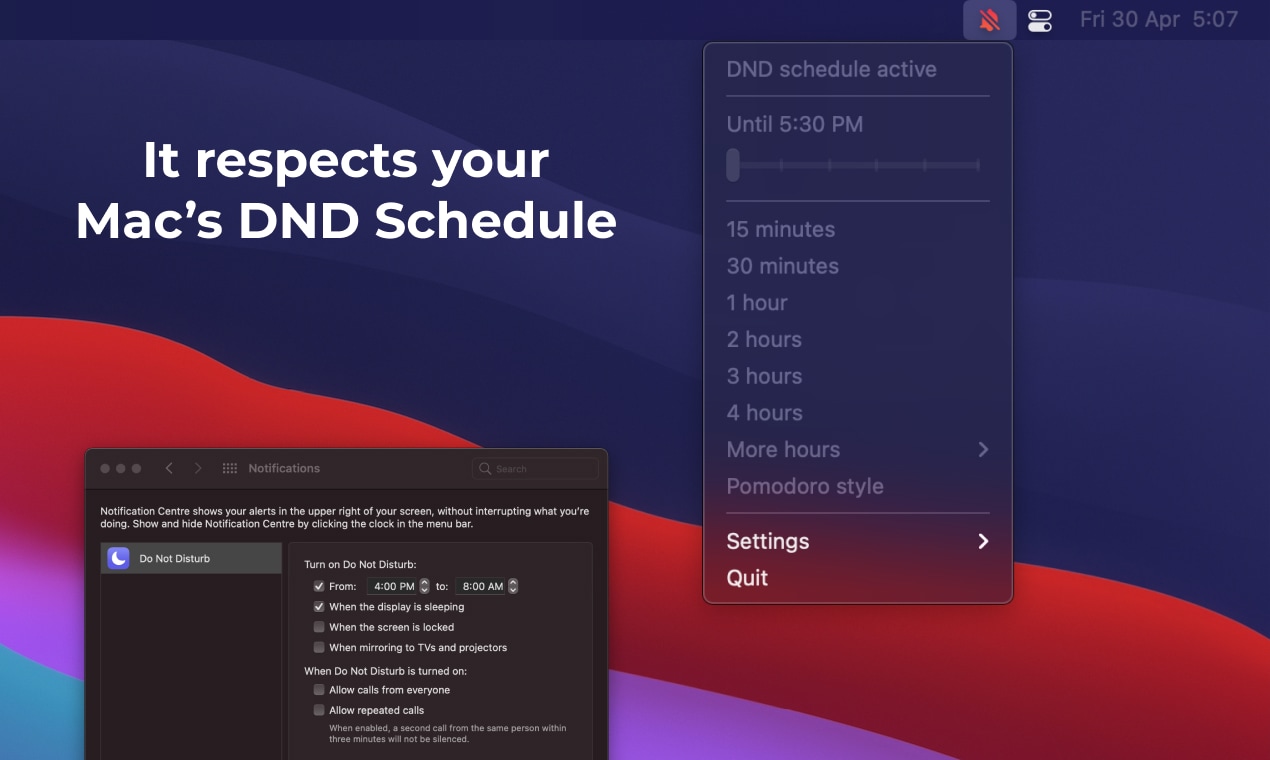 Fri 30 Apr 5:07
It respects your
Mac’s DND Schedule
DND schedule active
Until 5:30 PM
15 minutes
30 minutes
1 hour
2 hours
3 hours
4 hours
More hours
Pomodoro style
Settings
Quit
Notifications
Search
Notification Centre shows your alerts in the upper right of your screen, without interrupting what you’re
doing. Show and hide Notification Centre by clicking the clock in the menu bar.
Do Not Disturb
Turn on Do Not Disturb:
From: 4:00 PM to: 8:00 AM
When the display is sleeping
When the screen is locked
When mirroring to TVs and projectors
When Do Not Disturb is turned on:
Allow calls from everyone
Allow repeated calls
When enabled, a second call from the same person within
three minutes will not be silenced.